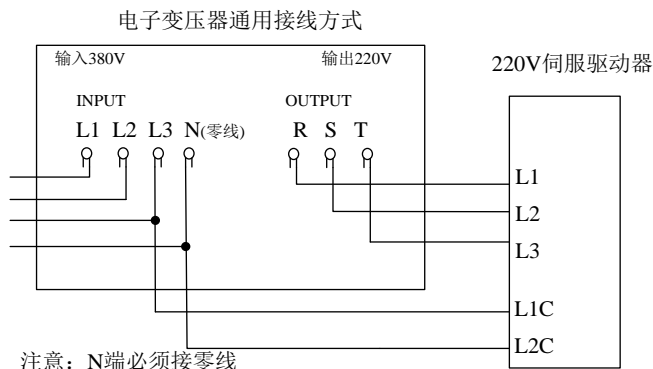 电子变压器通用接线方式
输入380V 输出220V
220V伺服驱动器
INPUT OUTPUT
L1 L2 L3 N(零线) R S T
L1
L2
L3
L1C
L2C
注意：N端必须接零线